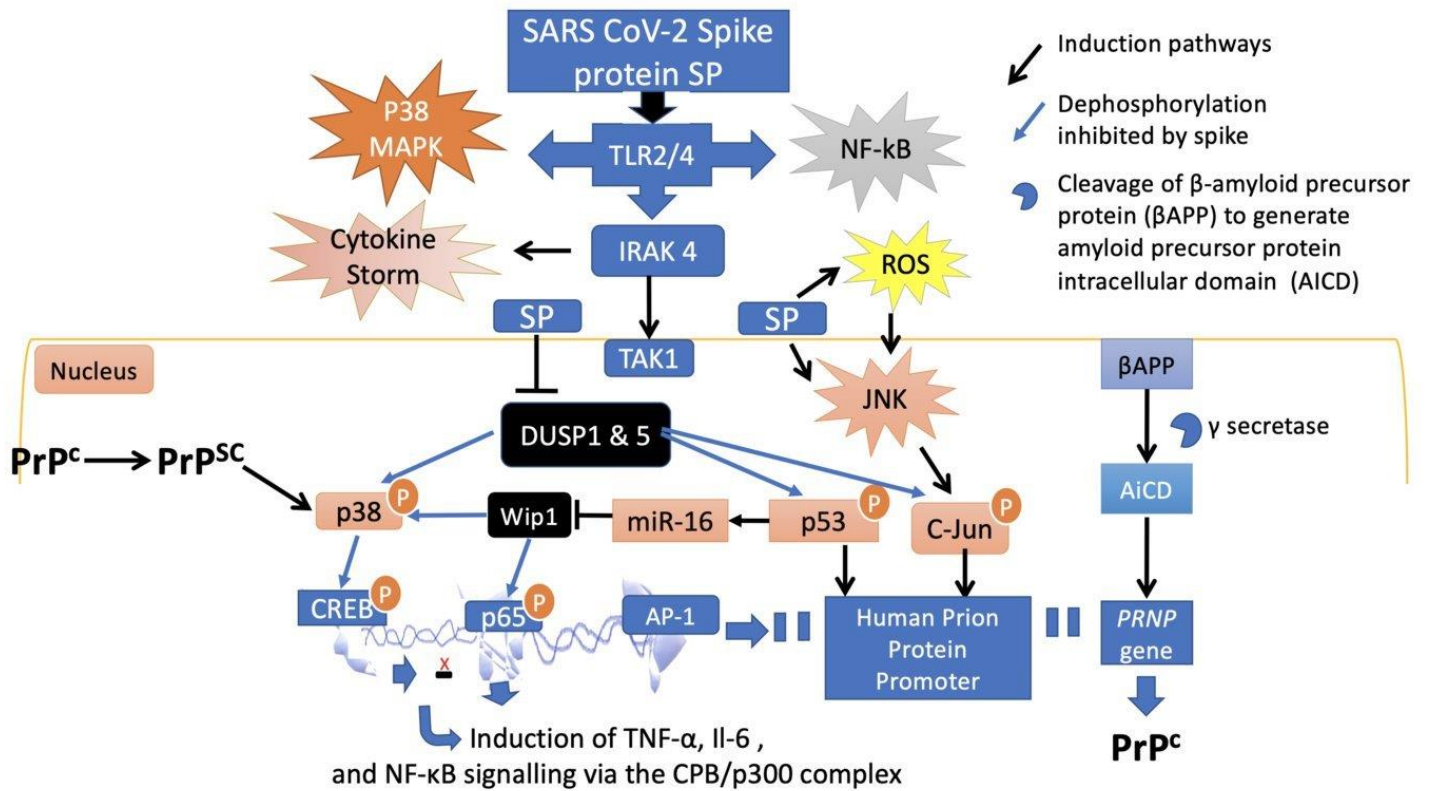 SARS CoV-2 Spike
protein SP
Induction pathways
P38
MAPK
Dephosphorylation
inhibited by spike
TLR2/4
NF-kB
Cleavage of β-amyloid precursor
protein (βAPP) to generate
amyloid precursor protein
intracellular domain (AICD)
Cytokine
Storm
IRAK 4
ROS
SP
SP
TAK1
Nucleus
βAPP
JNK
DUSP1 & 5
γ secretase
PrPᶜ
PrPˢᶜ
AiCD
p38
P
Wip1
miR-16
p53
P
C-Jun
P
CREB
P
p65
P
AP-1
Human Prion
Protein
Promoter
PRNP
gene
X
Induction of TNF-α, Il-6 ,
and NF-κB signalling via the CPB/p300 complex
PrPᶜ